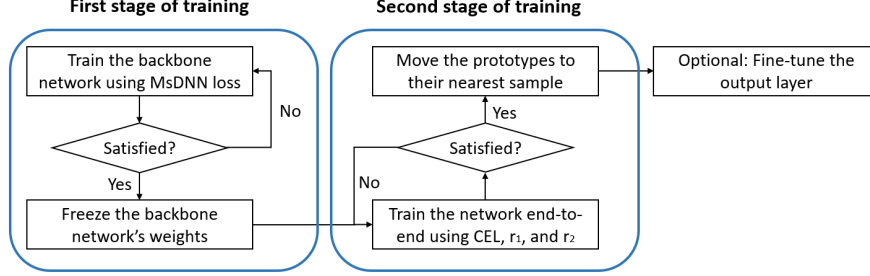 First stage of training
Train the backbone
network using MsDNN loss
No
Satisfied?
Yes
Freeze the backbone
network's weights
Second stage of training
Move the prototypes to
their nearest sample
Yes
Satisfied?
No
Train the network end-to-
end using CEL, r₁, and r₂
Optional: Fine-tune the
output layer